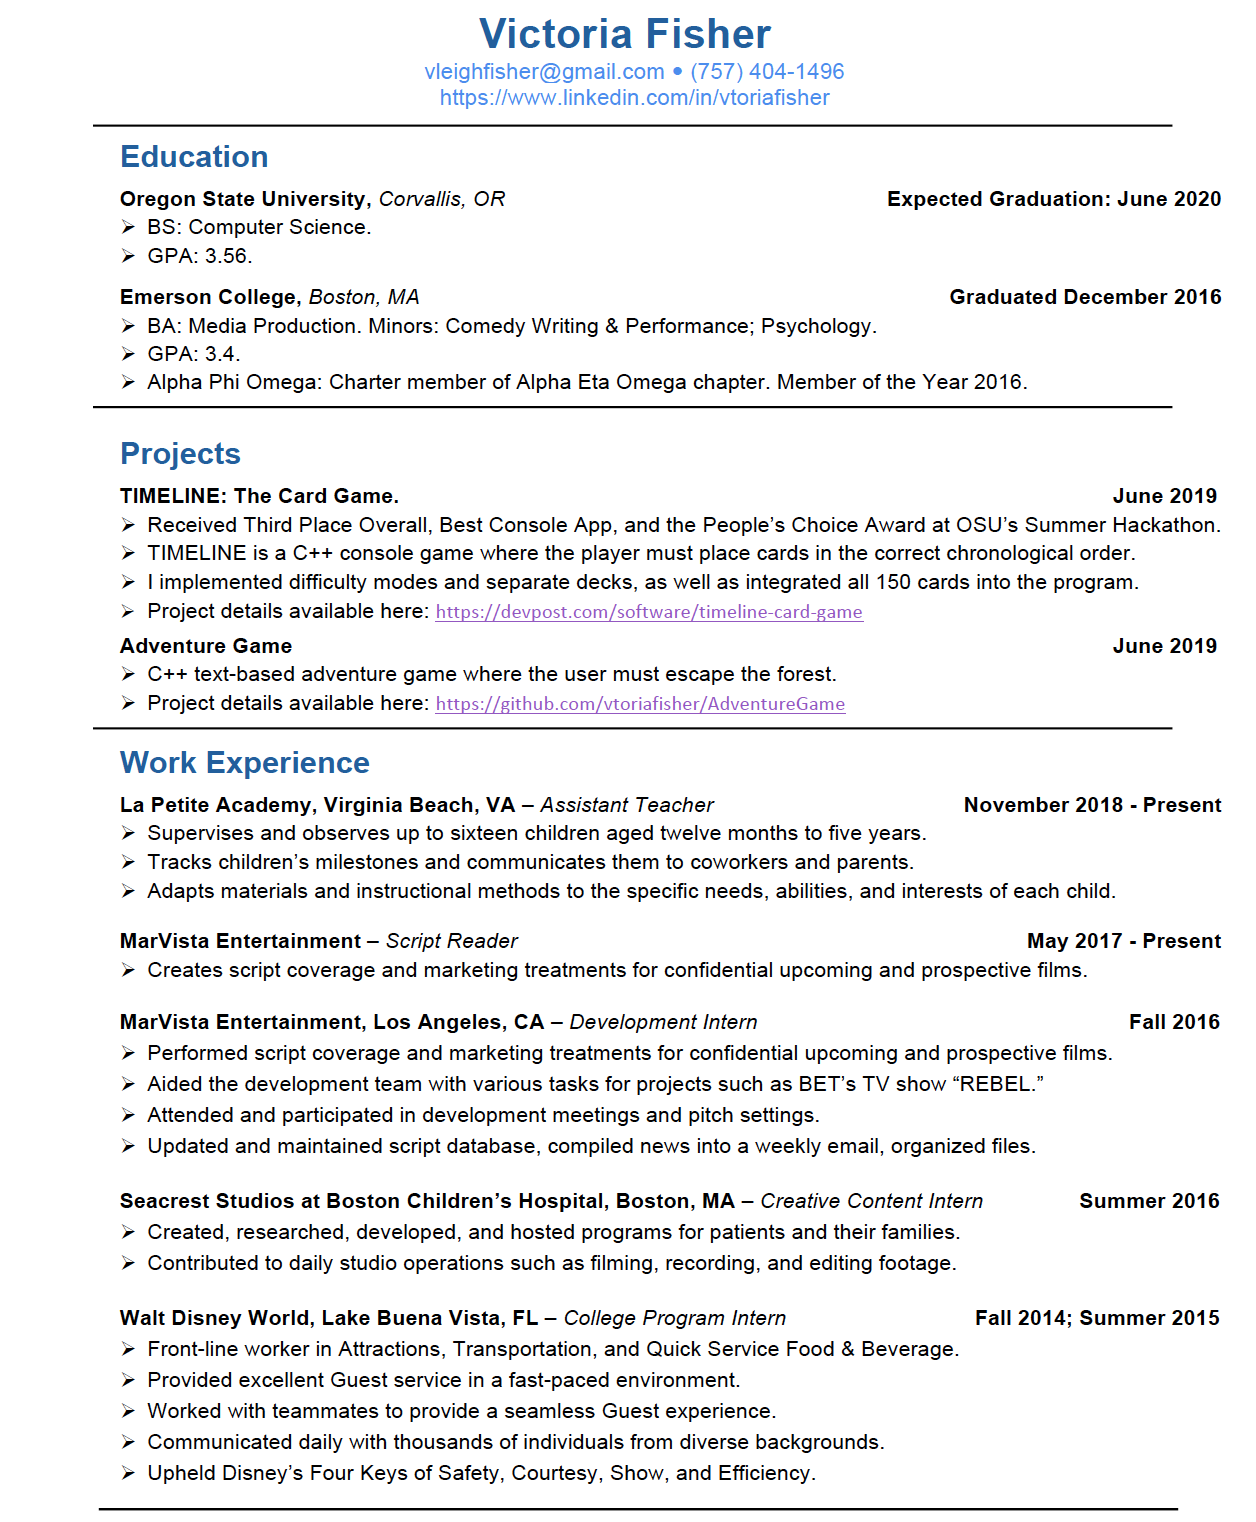 Victoria Fisher
vleighfisher@gmail.com • (757) 404-1496
https://www.linkedin.com/in/vtoriafisher
Education
Oregon State University, Corvallis, OR Expected Graduation: June 2020
➢ BS: Computer Science.
➢ GPA: 3.56.
Emerson College, Boston, MA Graduated December 2016
➢ BA: Media Production. Minors: Comedy Writing & Performance; Psychology.
➢ GPA: 3.4.
➢ Alpha Phi Omega: Charter member of Alpha Eta Omega chapter. Member of the Year 2016.
Projects
TIMELINE: The Card Game. June 2019
➢ Received Third Place Overall, Best Console App, and the People’s Choice Award at OSU’s Summer Hackathon.
➢ TIMELINE is a C++ console game where the player must place cards in the correct chronological order.
➢ I implemented difficulty modes and separate decks, as well as integrated all 150 cards into the program.
➢ Project details available here: https://devpost.com/software/timeline-card-game
Adventure Game June 2019
➢ C++ text-based adventure game where the user must escape the forest.
➢ Project details available here: https://github.com/vtoriafisher/AdventureGame
Work Experience
La Petite Academy, Virginia Beach, VA – Assistant Teacher November 2018 - Present
➢ Supervises and observes up to sixteen children aged twelve months to five years.
➢ Tracks children’s milestones and communicates them to coworkers and parents.
➢ Adapts materials and instructional methods to the specific needs, abilities, and interests of each child.
MarVista Entertainment – Script Reader May 2017 - Present
➢ Creates script coverage and marketing treatments for confidential upcoming and prospective films.
MarVista Entertainment, Los Angeles, CA – Development Intern Fall 2016
➢ Performed script coverage and marketing treatments for confidential upcoming and prospective films.
➢ Aided the development team with various tasks for projects such as BET’s TV show “REBEL.”
➢ Attended and participated in development meetings and pitch settings.
➢ Updated and maintained script database, compiled news into a weekly email, organized files.
Seacrest Studios at Boston Children’s Hospital, Boston, MA – Creative Content Intern Summer 2016
➢ Created, researched, developed, and hosted programs for patients and their families.
➢ Contributed to daily studio operations such as filming, recording, and editing footage.
Walt Disney World, Lake Buena Vista, FL – College Program Intern Fall 2014; Summer 2015
➢ Front-line worker in Attractions, Transportation, and Quick Service Food & Beverage.
➢ Provided excellent Guest service in a fast-paced environment.
➢ Worked with teammates to provide a seamless Guest experience.
➢ Communicated daily with thousands of individuals from diverse backgrounds.
➢ Upheld Disney’s Four Keys of Safety, Courtesy, Show, and Efficiency.